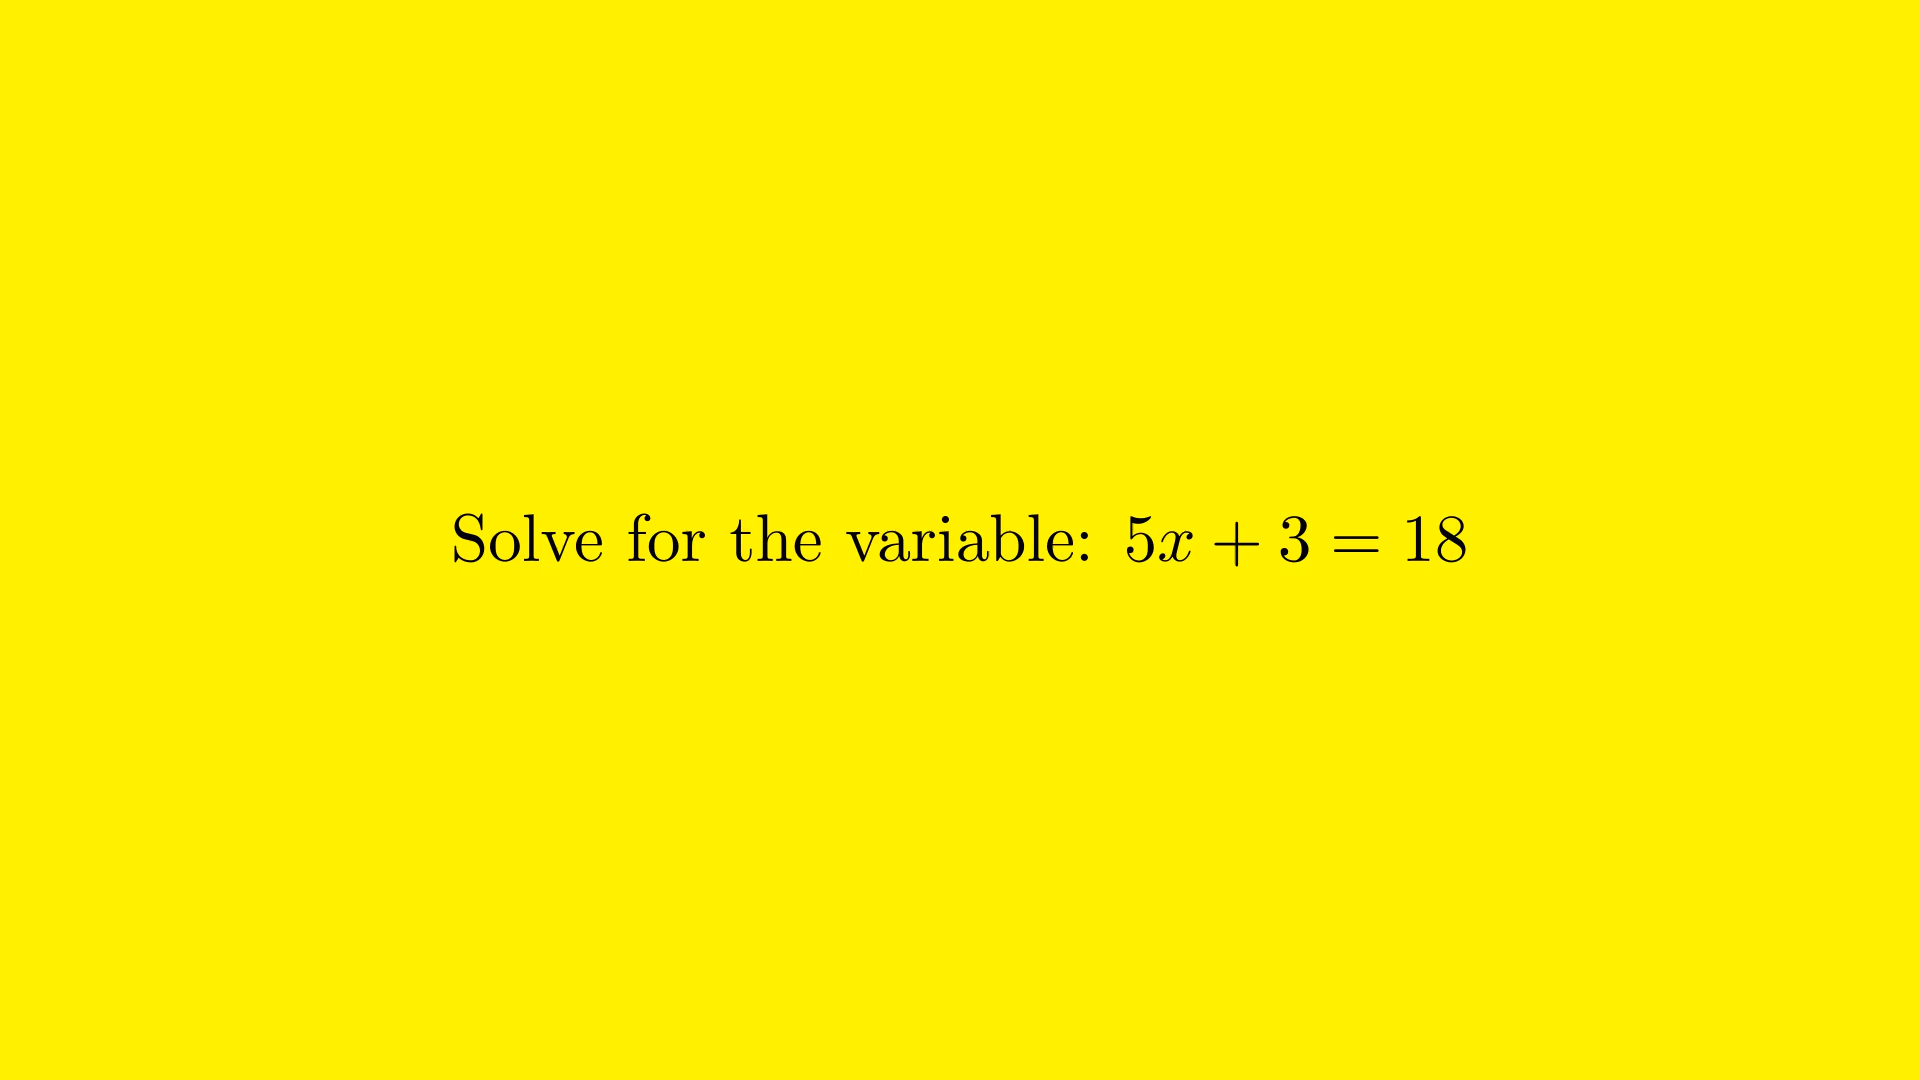 Solve for the variable: 5x + 3 = 18